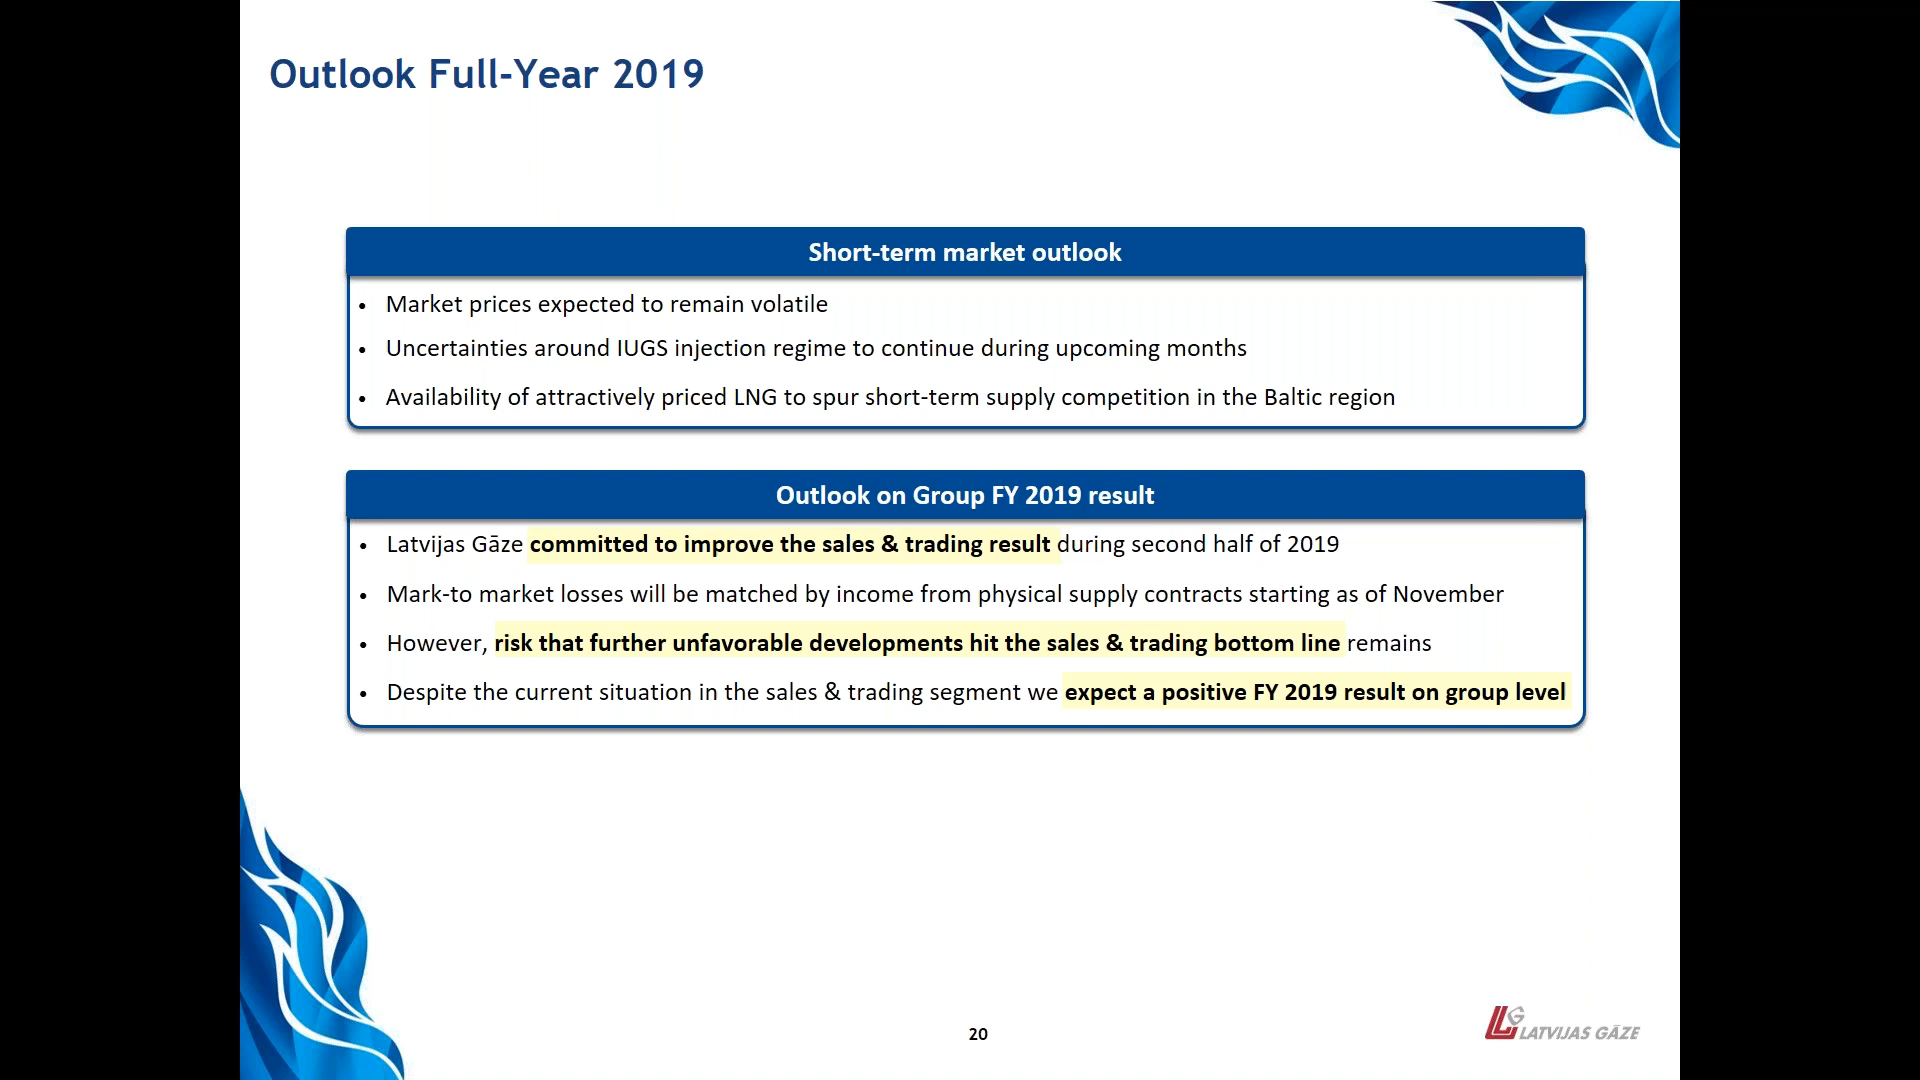 Outlook Full-Year 2019
Short-term market outlook
• Market prices expected to remain volatile
• Uncertainties around IUGS injection regime to continue during upcoming months
• Availability of attractively priced LNG to spur short-term supply competition in the Baltic region
Outlook on Group FY 2019 result
• Latvijas Gāze committed to improve the sales & trading result during second half of 2019
• Mark-to market losses will be matched by income from physical supply contracts starting as of November
• However, risk that further unfavorable developments hit the sales & trading bottom line remains
• Despite the current situation in the sales & trading segment we expect a positive FY 2019 result on group level
20
LG LATVIJAS GĀZE